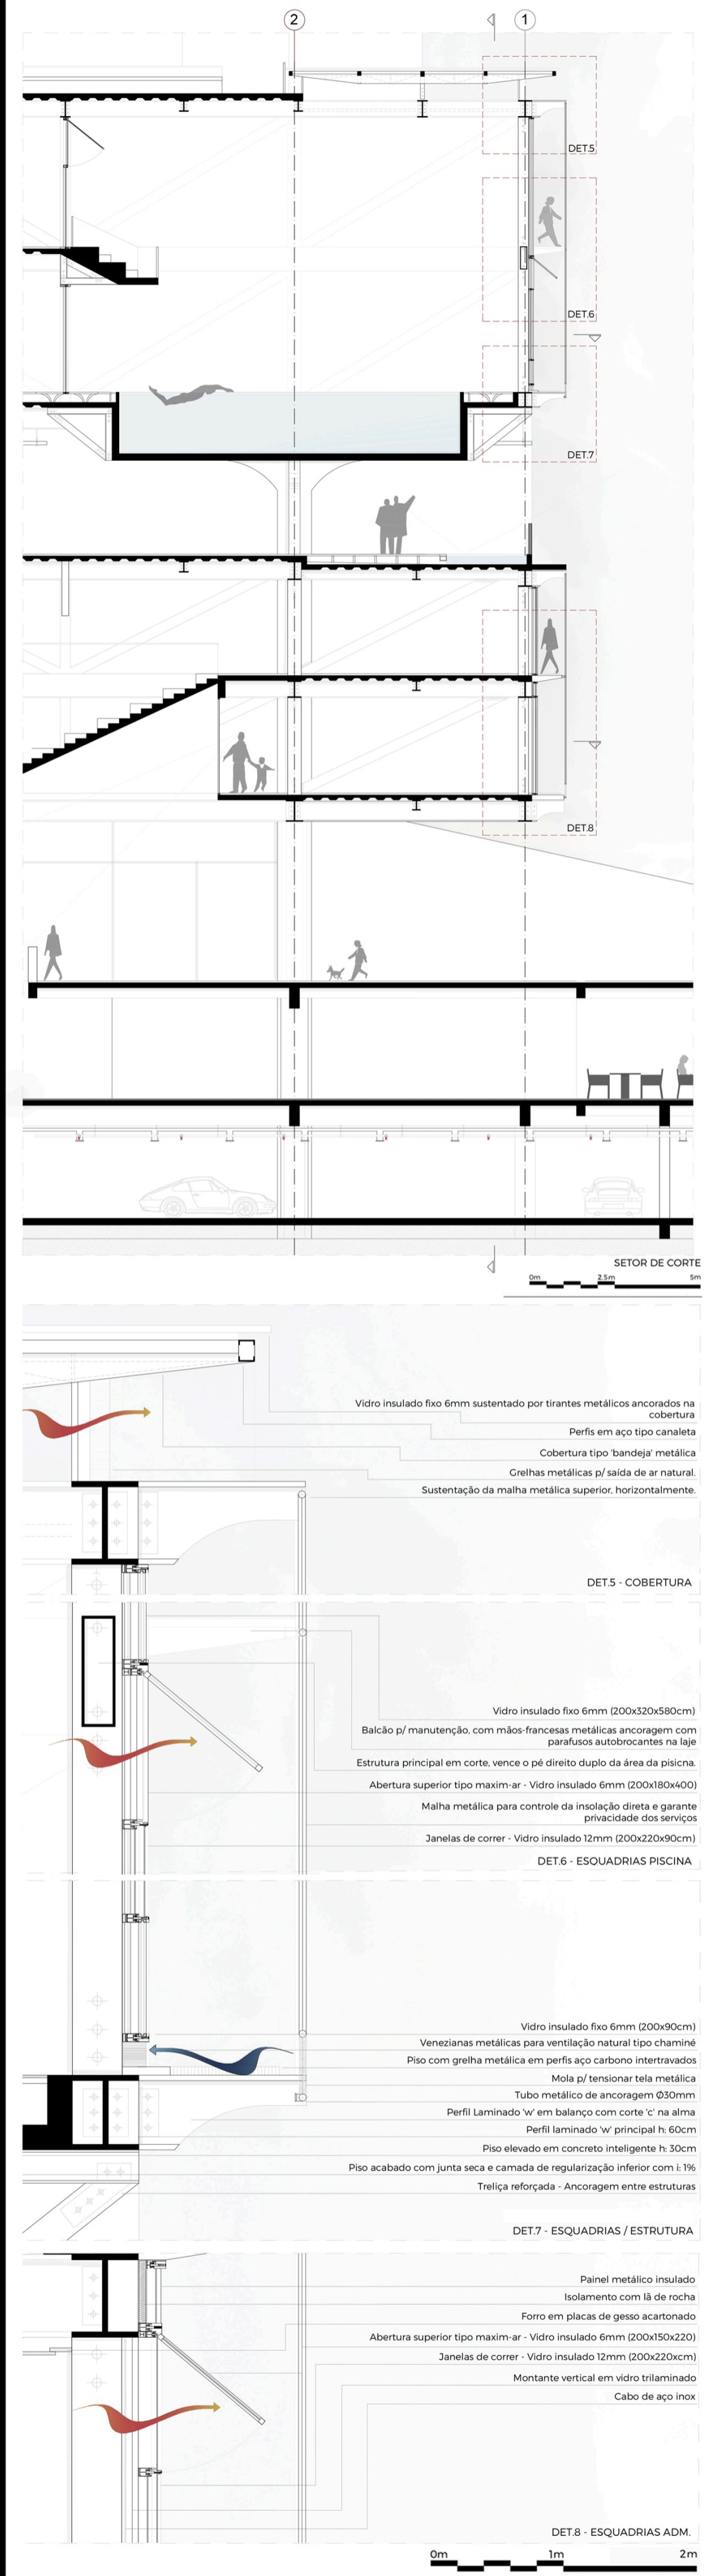 2
1
DET.5
DET.6
DET.7
DET.8
SETOR DE CORTE
0m 2.5m 5m
Vidro insulado fixo 6mm sustentado por tirantes metálicos ancorados na
cobertura
Perfis em aço tipo canaleta
Cobertura tipo 'bandeja' metálica
Grelhas metálicas p/ saída de ar natural.
Sustentação da malha metálica superior, horizontalmente.
DET.5 - COBERTURA
Vidro insulado fixo 6mm (200x320x580cm)
Balcão p/ manutenção, com mãos-francesas metálicas ancoragem com
parafusos autobrocantes na laje
Estrutura principal em corte, vence o pé direito duplo da área da pisicna.
Abertura superior tipo maxim-ar - Vidro insulado 6mm (200x180x400)
Malha metálica para controle da insolação direta e garante
privacidade dos serviços
Janelas de correr - Vidro insulado 12mm (200x220x90cm)
DET.6 - ESQUADRIAS PISCINA
Vidro insulado fixo 6mm (200x90cm)
Venezianas metálicas para ventilação natural tipo chaminé
Piso com grelha metálica em perfis aço carbono intertravados
Mola p/ tensionar tela metálica
Tubo metálico de ancoragem Ø30mm
Perfil Laminado 'w' em balanço com corte 'c' na alma
Perfil laminado 'w' principal h: 60cm
Piso elevado em concreto inteligente h: 30cm
Piso acabado com junta seca e camada de regularização inferior com i: 1%
Treliça reforçada - Ancoragem entre estruturas
DET.7 - ESQUADRIAS / ESTRUTURA
Painel metálico insulado
Isolamento com lã de rocha
Forro em placas de gesso acartonado
Abertura superior tipo maxim-ar - Vidro insulado 6mm (200x150x220)
Janelas de correr - Vidro insulado 12mm (200x220xcm)
Montante vertical em vidro trilaminado
Cabo de aço inox
DET.8 - ESQUADRIAS ADM.
0m 1m 2m